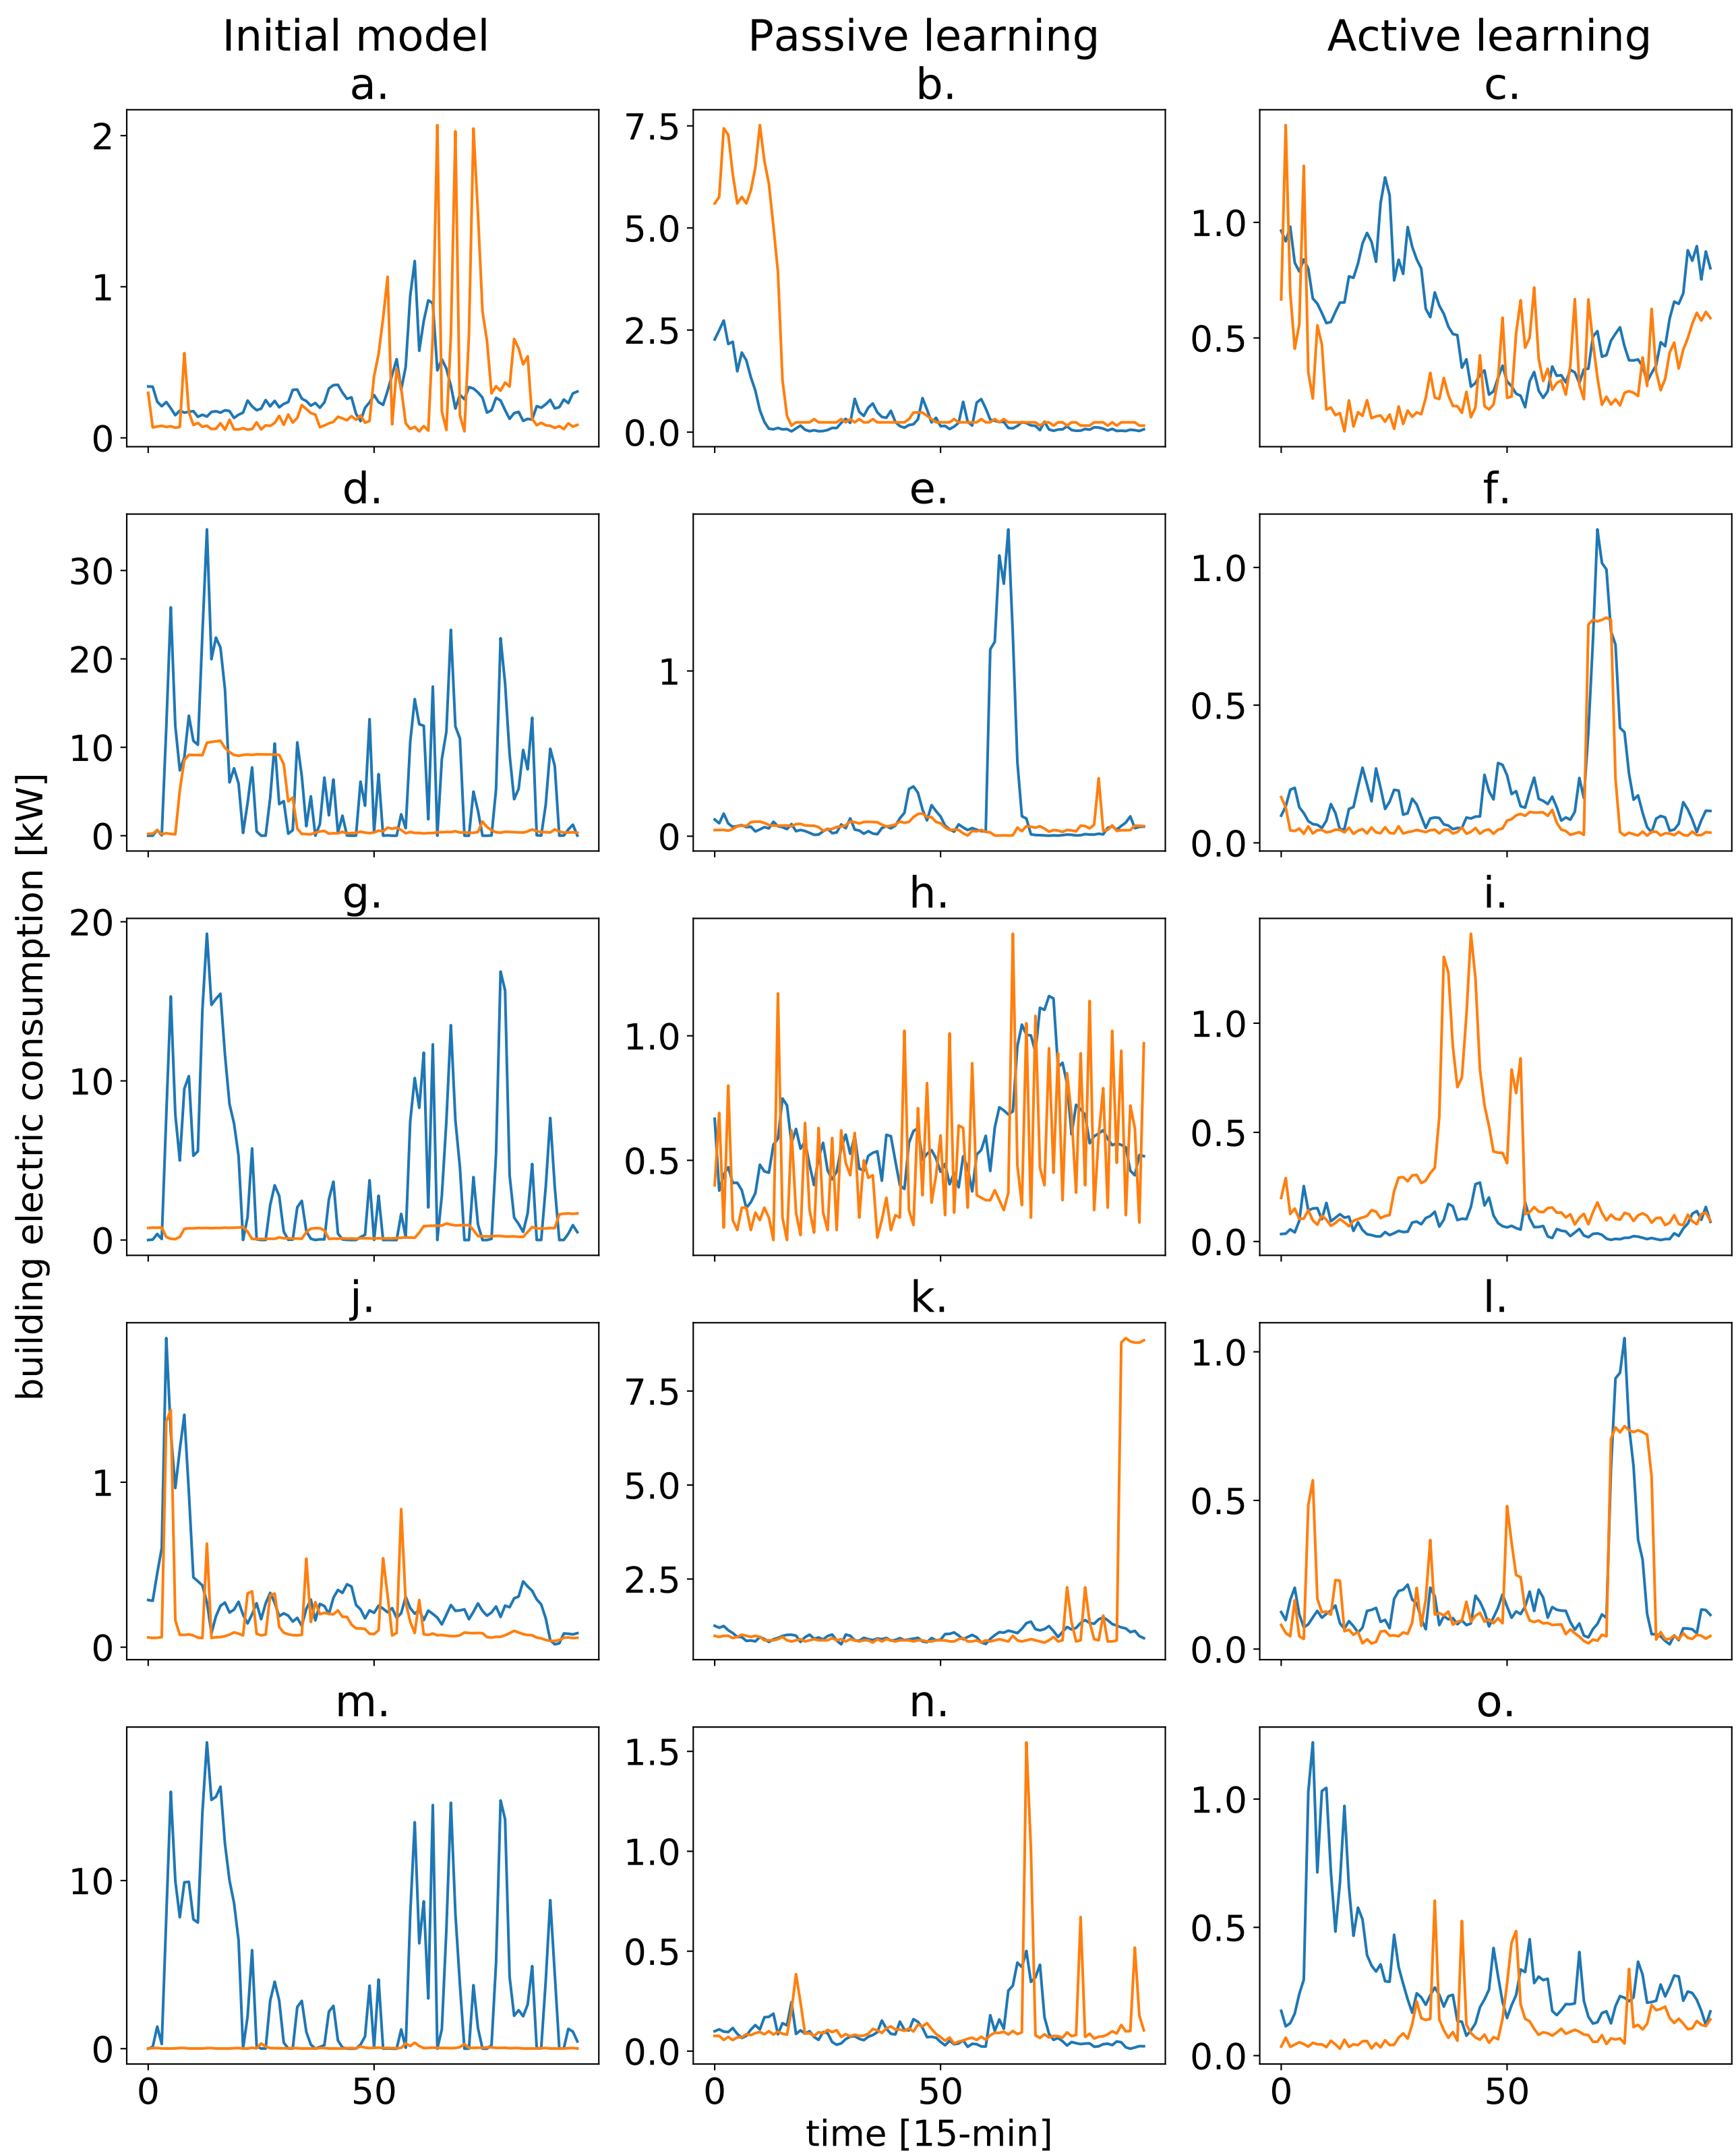 Initial model Passive learning Active learning
a. b. c.
2 7.5
1.0
5.0
1 0.5
2.5
0 0.0
d. e. f.
30 1.0
20 1 0.5
10
0 0 0.0
g. h. i.
20
1.0 1.0
10
0.5 0.5
0 0.0
j. k. l.
7.5 1.0
1 5.0 0.5
2.5
0 0.0
m. n. o.
1.5
1.0
1.0
10 0.5
0.5
0 0.0 0.0
0 50 0 50 0 50
time [15-min]
building electric consumption [kW]